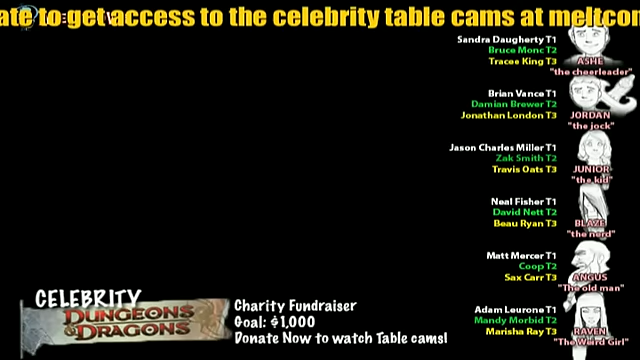 ate to get access to the celebrity table cams at meltcom
Sandra Daugherty T1
Bruce Monc T2
Tracee King T3
ASHE
"the cheerleader"
Brian Vance T1
Damian Brewer T2
Jonathan London T3
JORDAN
"the jock"
Jason Charles Miller T1
Zak Smith T2
Travis Oats T3
JUNIOR
"the kid"
Neal Fisher T1
David Nett T2
Beau Ryan T3
BLAZE
"the nerd"
Matt Mercer T1
Coop T2
Sax Carr T3
ANGUS
"The old man"
Adam Leurone T1
Mandy Morbid T2
Marisha Ray T3
RAVEN
"The Weird Girl"
CELEBRITY
DUNGEONS
& DRAGONS
Charity Fundraiser
Goal: $1,000
Donate Now to watch Table cams!